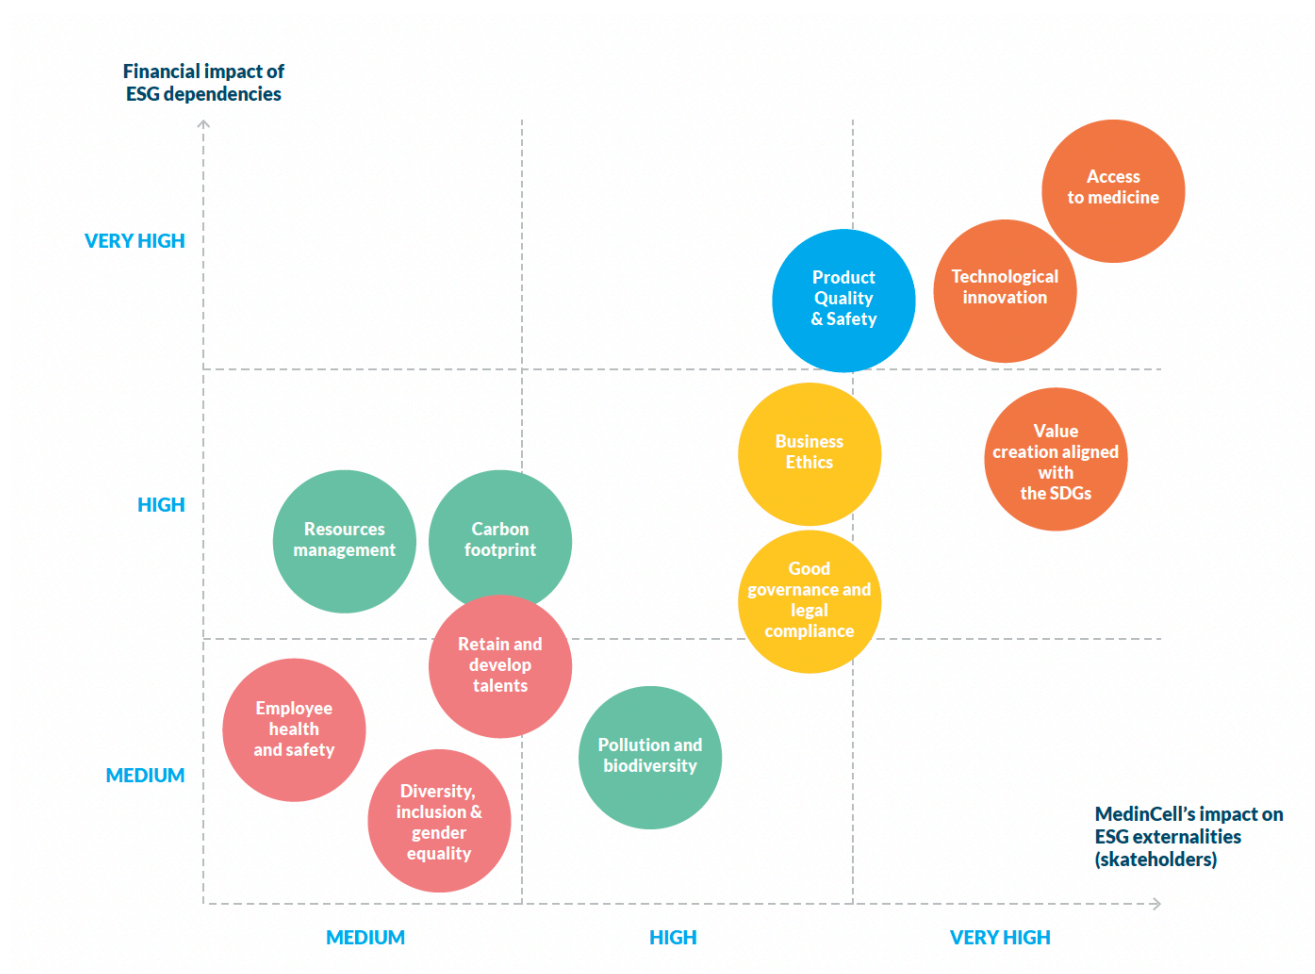 Financial impact of
ESG dependencies
VERY HIGH
HIGH
MEDIUM
Access
to medicine
Technological
innovation
Product
Quality
& Safety
Business
Ethics
Value
creation aligned
with
the SDGs
Resources
management
Carbon
footprint
Good
governance and
legal
compliance
Retain and
develop
talents
Employee
health
and safety
Pollution and
biodiversity
Diversity,
inclusion &
gender
equality
MedinCell's impact on
ESG externalities
(skateholders)
MEDIUM
HIGH
VERY HIGH